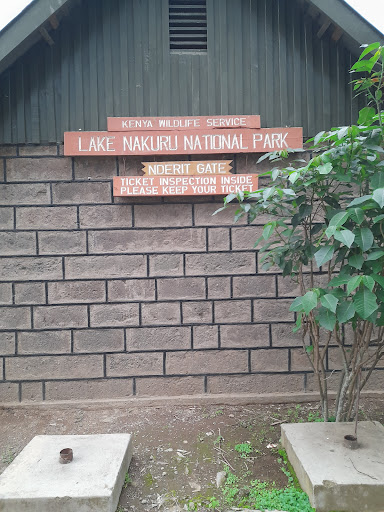 KENYA WILDLIFE SERVICE
LAKE NAKURU NATIONAL PARK
NDERIT GATE
TICKET INSPECTION INSIDE
PLEASE KEEP YOUR TICKET